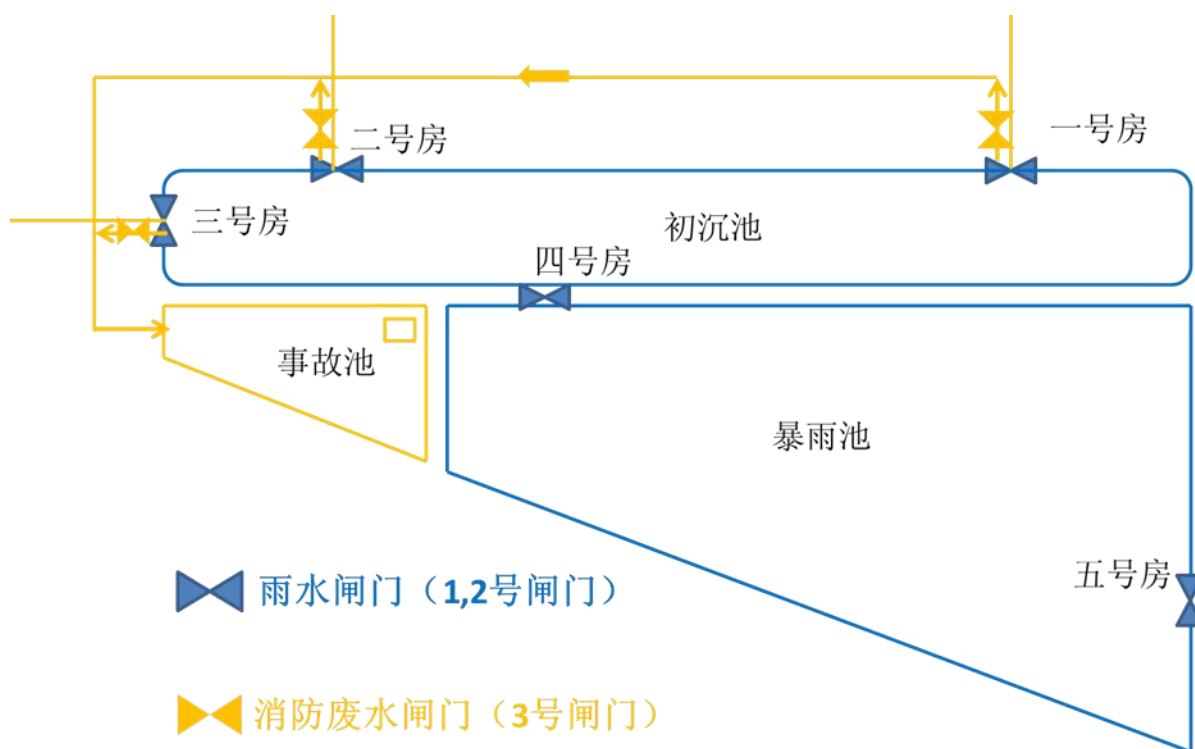 一号房
二号房
三号房
初沉池
四号房
事故池
暴雨池
五号房
雨水闸门（1,2号闸门）
消防废水闸门（3号闸门）